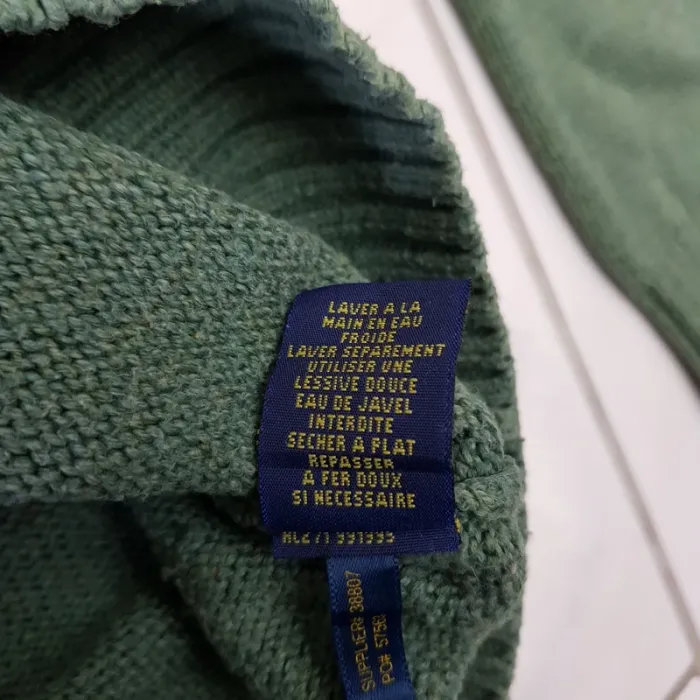 LAVER A LA
MAIN EN EAU
FROIDE
LAVER SEPAREMENT
UTILISER UNE
LESSIVE DOUCE
EAU DE JAVEL
INTERDITE
SECHER A PLAT
REPASSER
A FER DOUX
SI NECESSAIRE
SUPPLIER# 38807
PO#